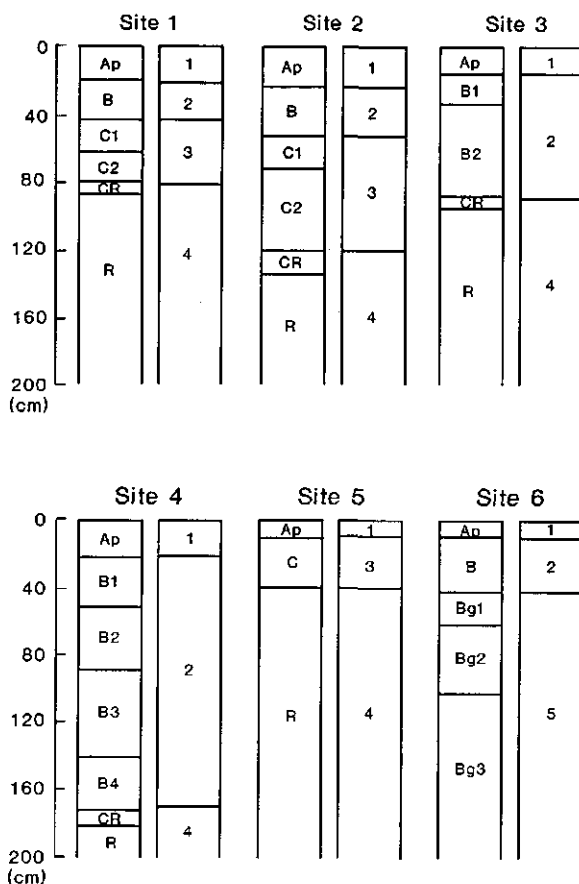 Site 1 Site 2 Site 3
0
40
80
120
160
200
(cm)
Ap
B
C1
C2
CR
R
1
2
3
4
Ap
B
C1
C2
CR
R
1
2
3
4
Ap
B1
B2
CR
R
1
2
4
Site 4 Site 5 Site 6
0
40
80
120
160
200
(cm)
Ap
B1
B2
B3
B4
CR
R
1
2
4
Ap
C
R
1
3
4
Ap
B
Bg1
Bg2
Bg3
1
2
5